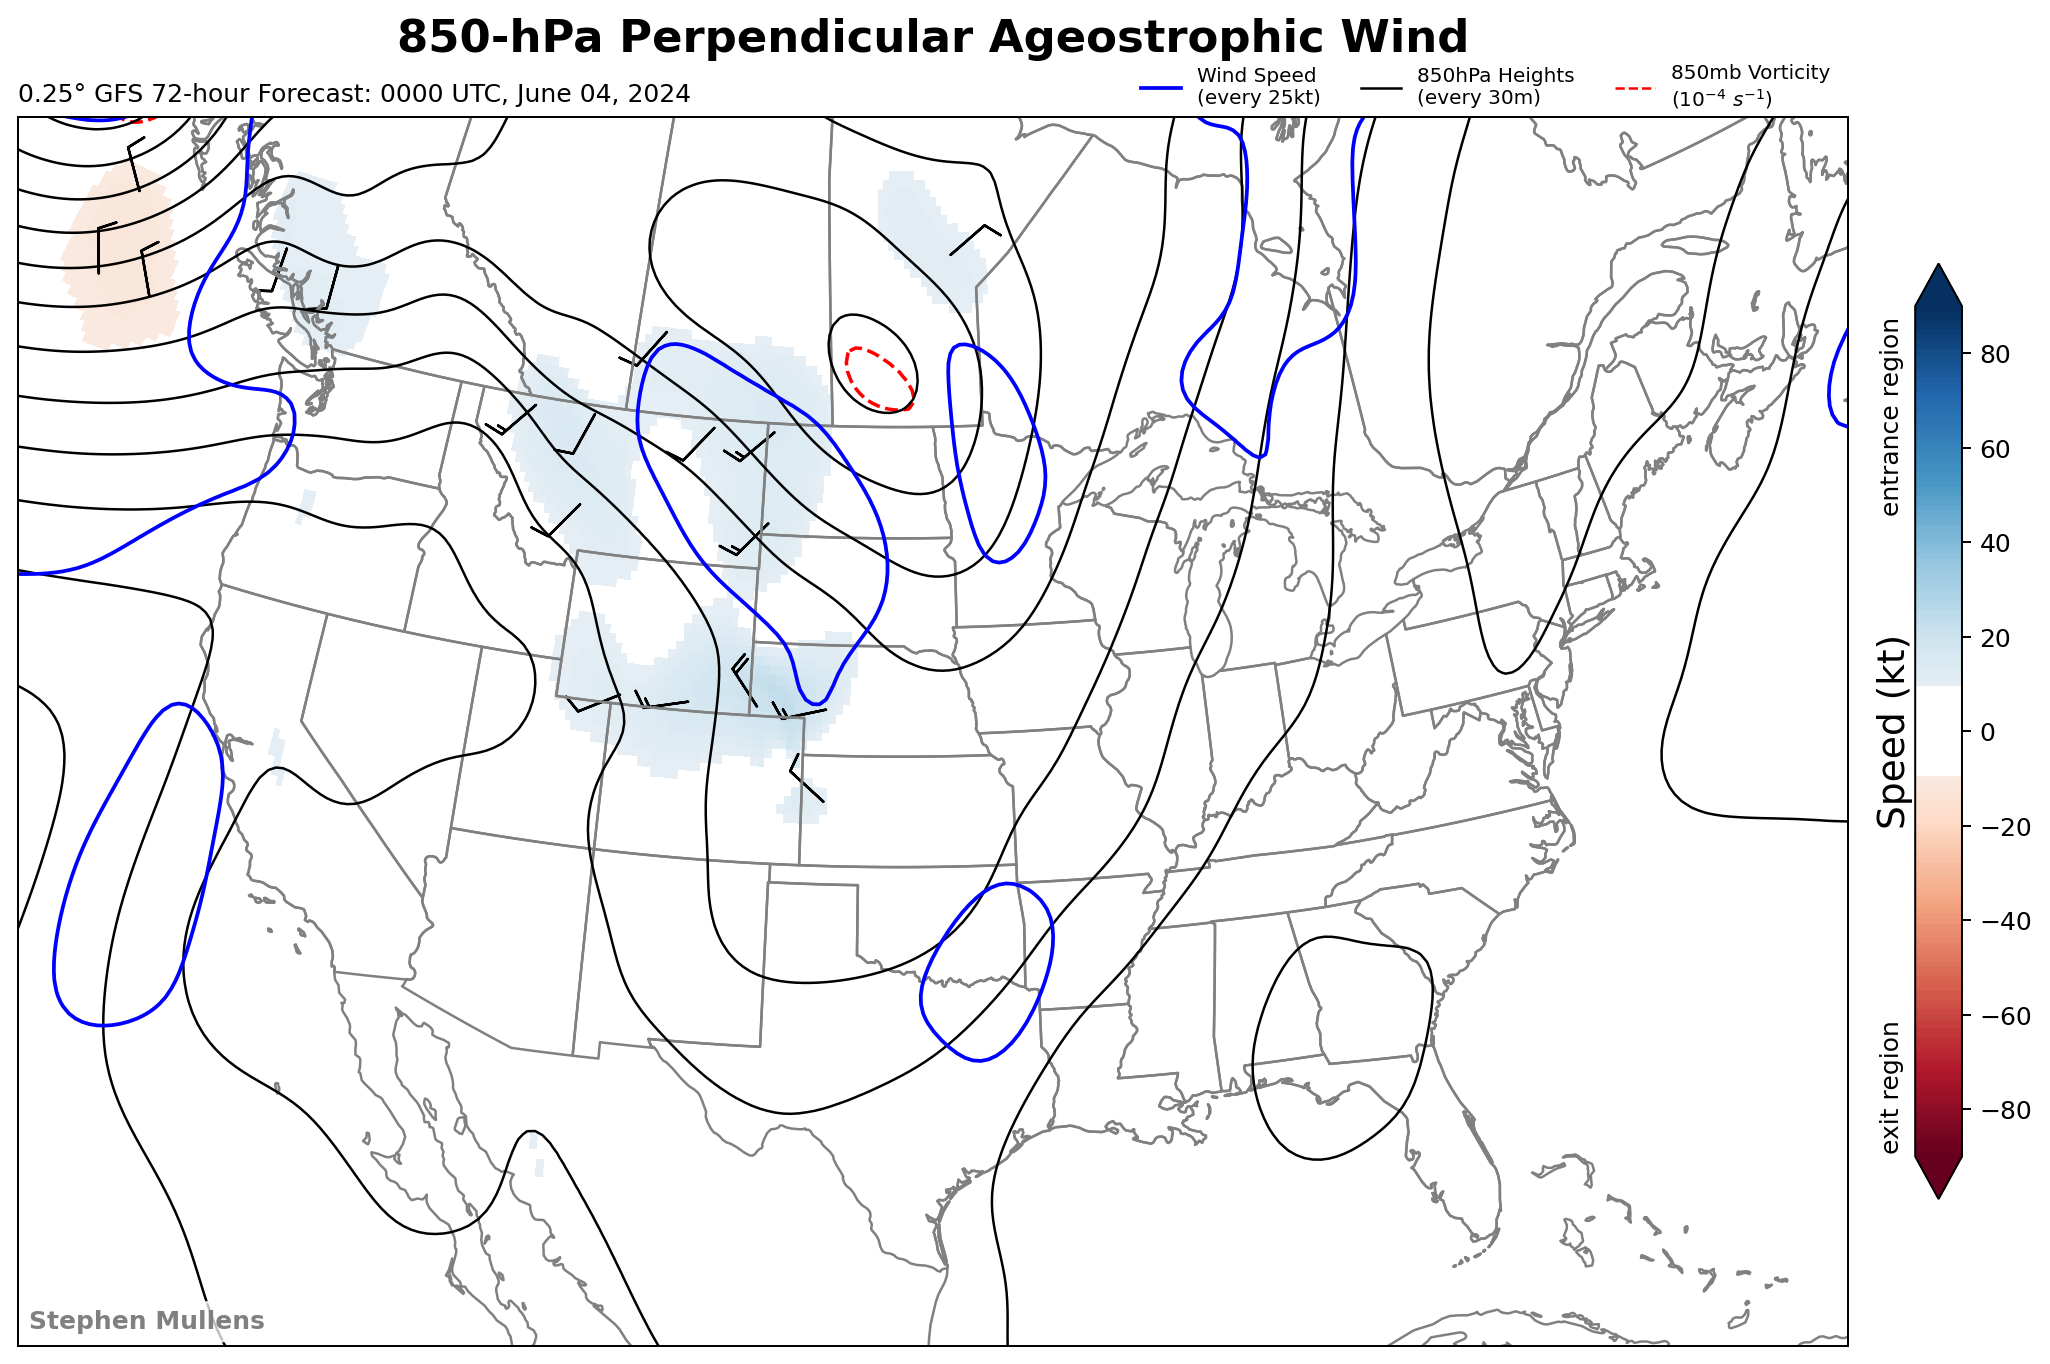 850-hPa Perpendicular Ageostrophic Wind
0.25° GFS 72-hour Forecast: 0000 UTC, June 04, 2024
Wind Speed
(every 25kt)
850hPa Heights
(every 30m)
850mb Vorticity
(10⁻⁴ s⁻¹)
entrance region
Speed (kt)
exit region
80
60
40
20
0
−20
−40
−60
−80
Stephen Mullens